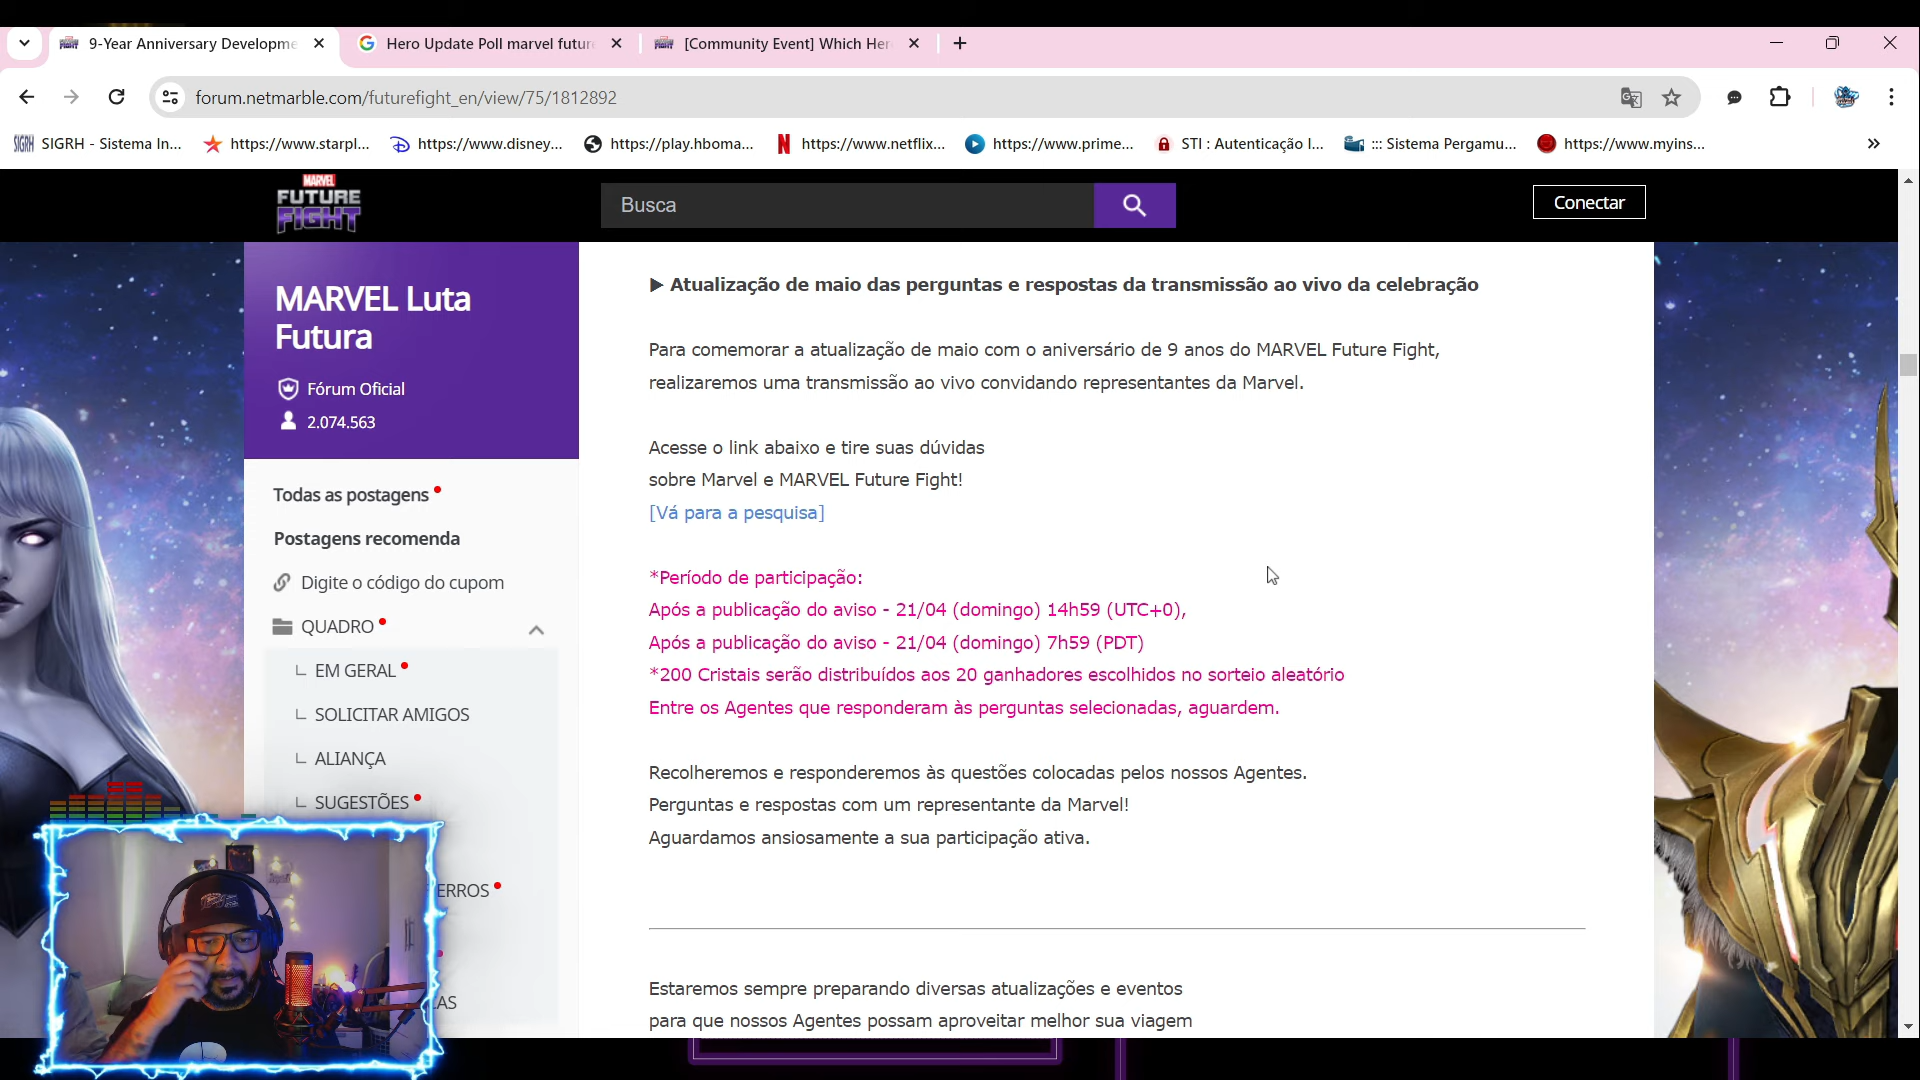 9-Year Anniversary Developme
Hero Update Poll marvel futur
[Community Event] Which Her
forum.netmarble.com/futurefight_en/view/75/1812892
SIGRH - Sistema In...
https://www.starpl...
https://www.disney...
https://play.hboma...
https://www.netflix...
https://www.prime...
STI : Autenticação I...
::: Sistema Pergamu...
https://www.myins...
MARVEL
FUTURE
FIGHT
Busca
Conectar
MARVEL Luta
Futura
Fórum Oficial
2.074.563
Todas as postagens
Postagens recomenda
Digite o código do cupom
QUADRO
EM GERAL
SOLICITAR AMIGOS
ALIANÇA
SUGESTÕES
ERROS
▶ Atualização de maio das perguntas e respostas da transmissão ao vivo da celebração
Para comemorar a atualização de maio com o aniversário de 9 anos do MARVEL Future Fight,
realizaremos uma transmissão ao vivo convidando representantes da Marvel.
Acesse o link abaixo e tire suas dúvidas
sobre Marvel e MARVEL Future Fight!
[Vá para a pesquisa]
*Período de participação:
Após a publicação do aviso - 21/04 (domingo) 14h59 (UTC+0),
Após a publicação do aviso - 21/04 (domingo) 7h59 (PDT)
*200 Cristais serão distribuídos aos 20 ganhadores escolhidos no sorteio aleatório
Entre os Agentes que responderam às perguntas selecionadas, aguardem.
Recolheremos e responderemos às questões colocadas pelos nossos Agentes.
Perguntas e respostas com um representante da Marvel!
Aguardamos ansiosamente a sua participação ativa.
Estaremos sempre preparando diversas atualizações e eventos
para que nossos Agentes possam aproveitar melhor sua viagem